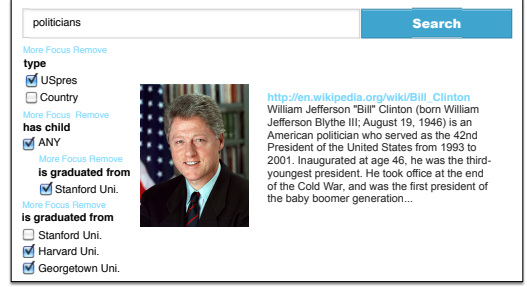 politicians
Search
More Focus Remove
type
USpres
Country
More Focus Remove
has child
ANY
More Focus Remove
is graduated from
Stanford Uni.
More Focus Remove
is graduated from
Stanford Uni.
Harvard Uni.
Georgetown Uni.
http://en.wikipedia.org/wiki/Bill_Clinton
William Jefferson "Bill" Clinton (born William
Jefferson Blythe III; August 19, 1946) is an
American politician who served as the 42nd
President of the United States from 1993 to
2001. Inaugurated at age 46, he was the third-
youngest president. He took office at the end
of the Cold War, and was the first president of
the baby boomer generation...